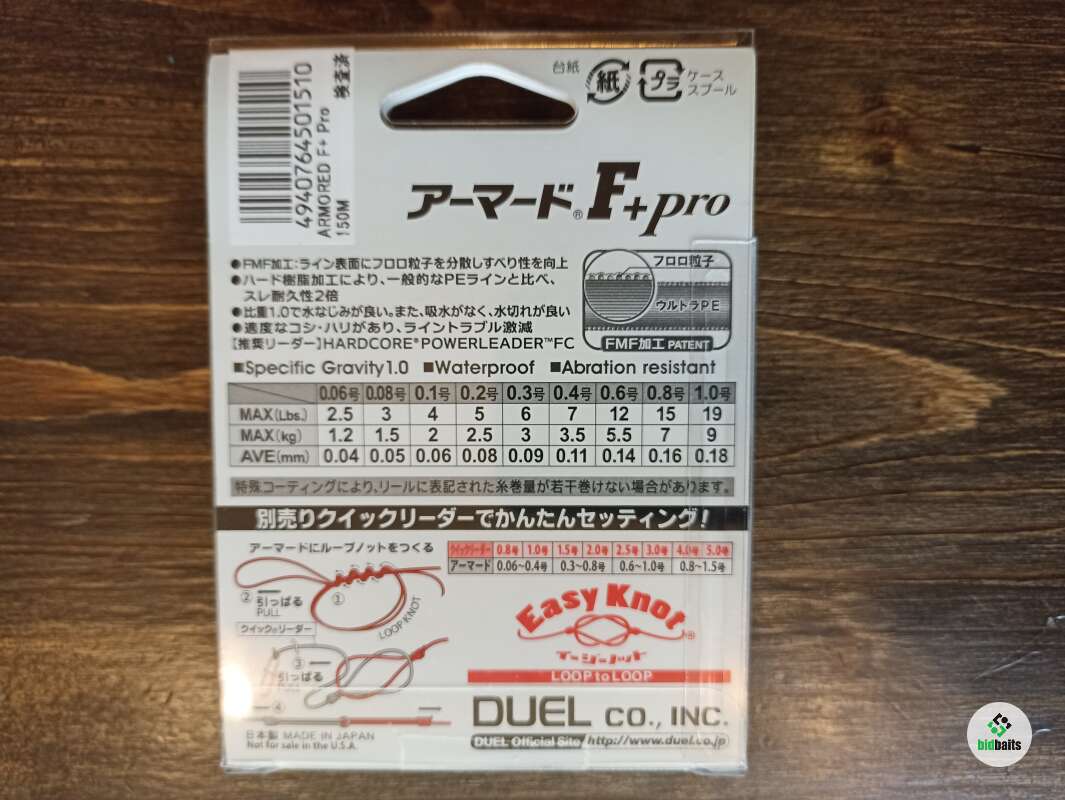 4940764501510
ARMORED F+ Pro
150M
検査済
台紙
紙
プラ
ケース
スプール
アーマード® F+pro
●FMF加工:ライン表面にフロロ粒子を分散しすべり性を向上
●ハード樹脂加工により、一般的なPEラインと比べ、
スレ耐久性2倍
●比重1.0で水なじみが良い。また、吸水がなく、水切れが良い
●適度なコシ・ハリがあり、ライントラブル激減
【推奨リーダー】HARDCORE®POWERLEADER™FC
フロロ粒子
ウルトラPE
FMF加工 PATENT
■Specific Gravity1.0 ■Waterproof ■Abration resistant
0.06号 0.08号 0.1号 0.2号 0.3号 0.4号 0.6号 0.8号 1.0号
MAX(Lbs.) 2.5 3 4 5 6 7 12 15 19
MAX(kg) 1.2 1.5 2 2.5 3 3.5 5.5 7 9
AVE(mm) 0.04 0.05 0.06 0.08 0.09 0.11 0.14 0.16 0.18
特殊コーティングにより、リールに表記された糸巻量が若干巻けない場合があります。
別売りクイックリーダーでかんたんセッティング!
アーマードにループノットをつくる
クイックリーダー 0.8号 1.0号 1.5号 2.0号 2.5号 3.0号 4.0号 5.0号
アーマード 0.06~0.4号 0.3~0.8号 0.6~1.0号 0.8~1.5号
① 
② 引っぱる
PULL
LOOP KNOT
クイックリーダー
③
引っぱる
④
Easy Knot®
イージーノット
LOOP to LOOP
DUEL CO., INC.
DUEL Official Site http://www.duel.co.jp
日本製 MADE IN JAPAN
Not for sale in the U.S.A.
bidbaits